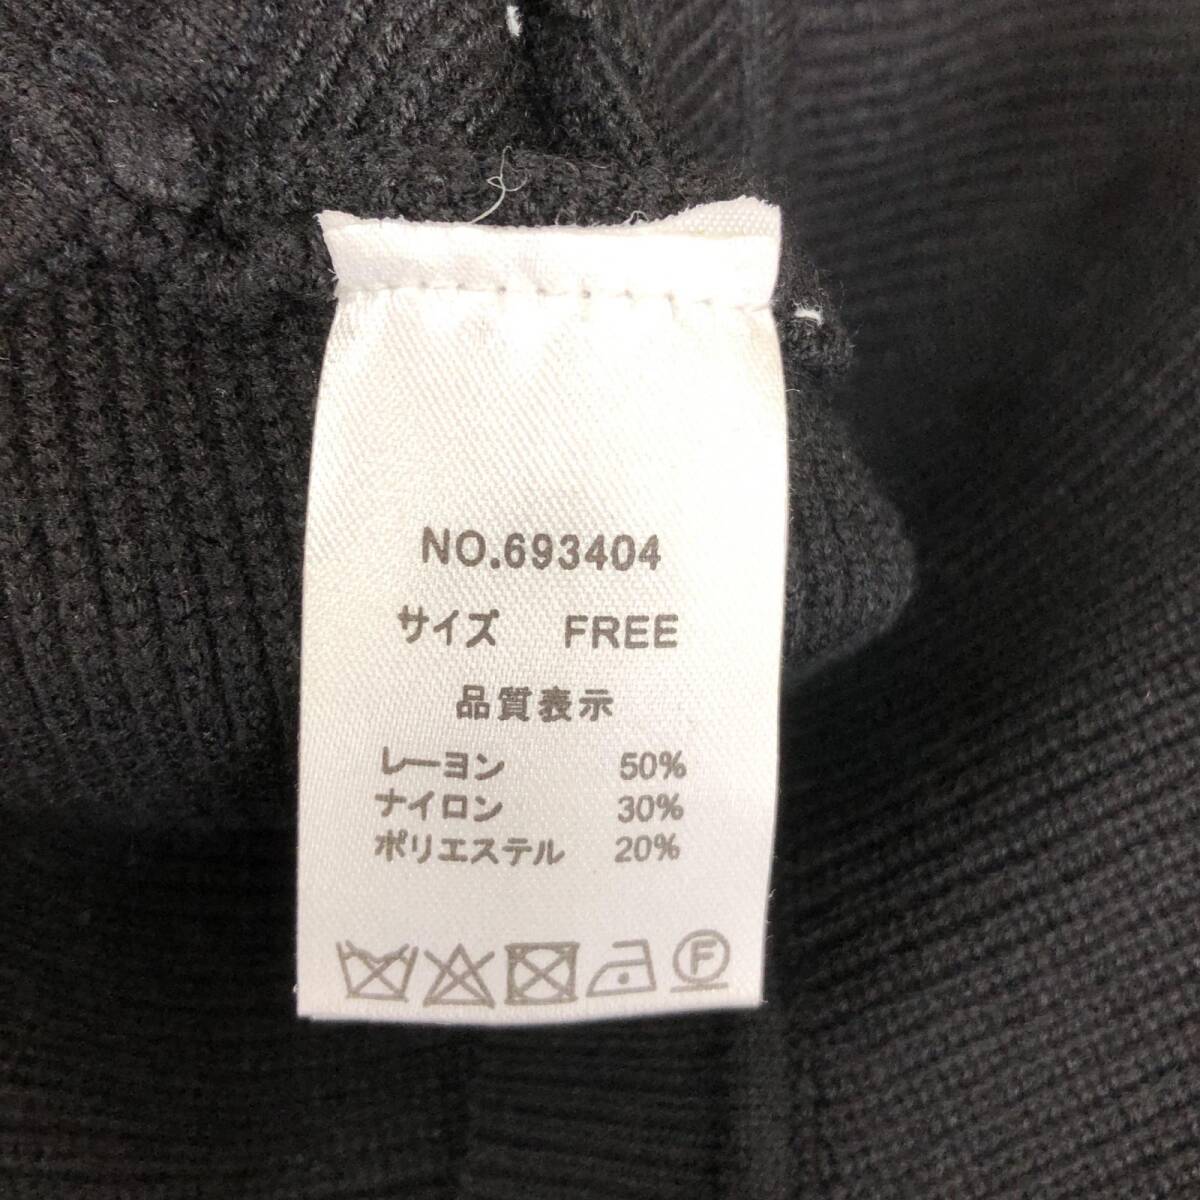 NO.693404
サイズ FREE
品質表示
レーヨン 50%
ナイロン 30%
ポリエステル 20%
F